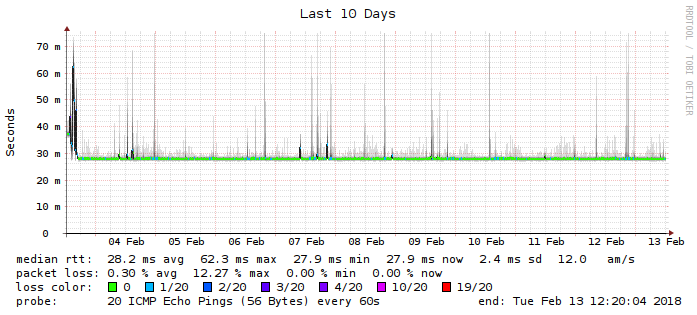 Last 10 Days
RRDTOOL / TOBI OETIKER
Seconds
70 m
60 m
50 m
40 m
30 m
20 m
10 m
0
04 Feb 05 Feb 06 Feb 07 Feb 08 Feb 09 Feb 10 Feb 11 Feb 12 Feb 13 Feb
median rtt: 28.2 ms avg 62.3 ms max 27.9 ms min 27.9 ms now 2.4 ms sd 12.0 am/s
packet loss: 0.30 % avg 12.27 % max 0.00 % min 0.00 % now
loss color: 0 1/20 2/20 3/20 4/20 10/20 19/20
probe: 20 ICMP Echo Pings (56 Bytes) every 60s end: Tue Feb 13 12:20:04 2018